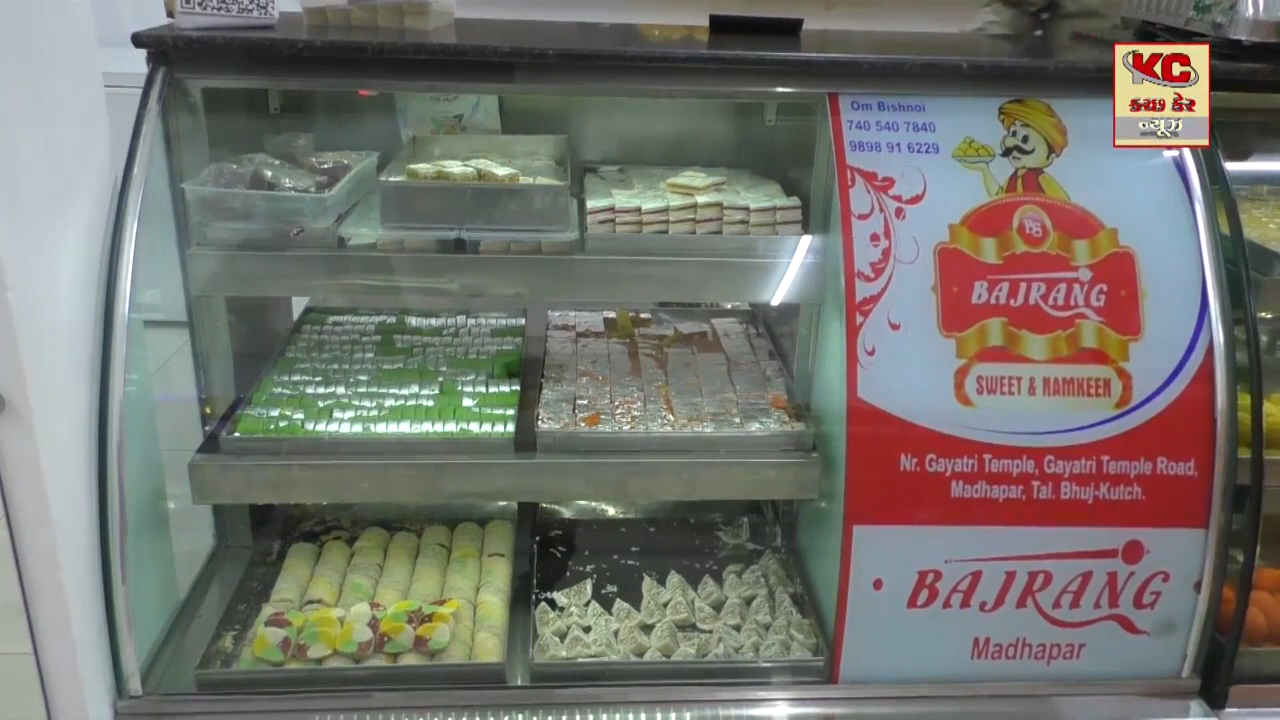 KC
કચ્છ કેર
ન્યૂઝ
Om Bishnoi
740 540 7840
9898 91 6229
BS
BAJRANG
SWEET & NAMKEEN
Nr. Gayatri Temple, Gayatri Temple Road,
Madhapar, Tal. Bhuj-Kutch.
• BAJRANG •
Madhapar